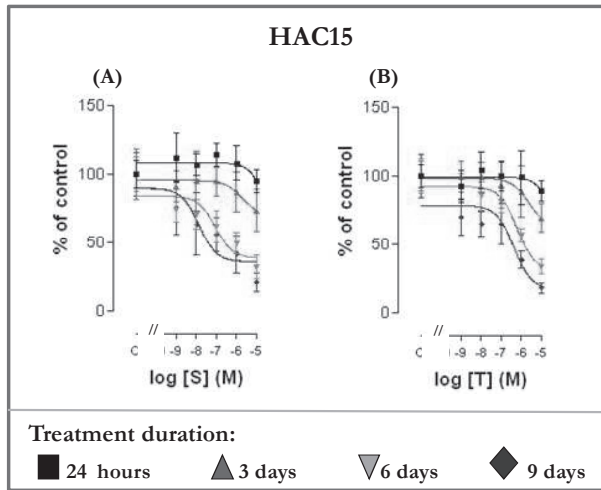 HAC15
(A)
(B)
150
100
50
0
% of control
//
-9 -8 -7 -6 -5
log [S] (M)
150
100
50
0
% of control
//
-9 -8 -7 -6 -5
log [T] (M)
Treatment duration:
24 hours 3 days 6 days 9 days